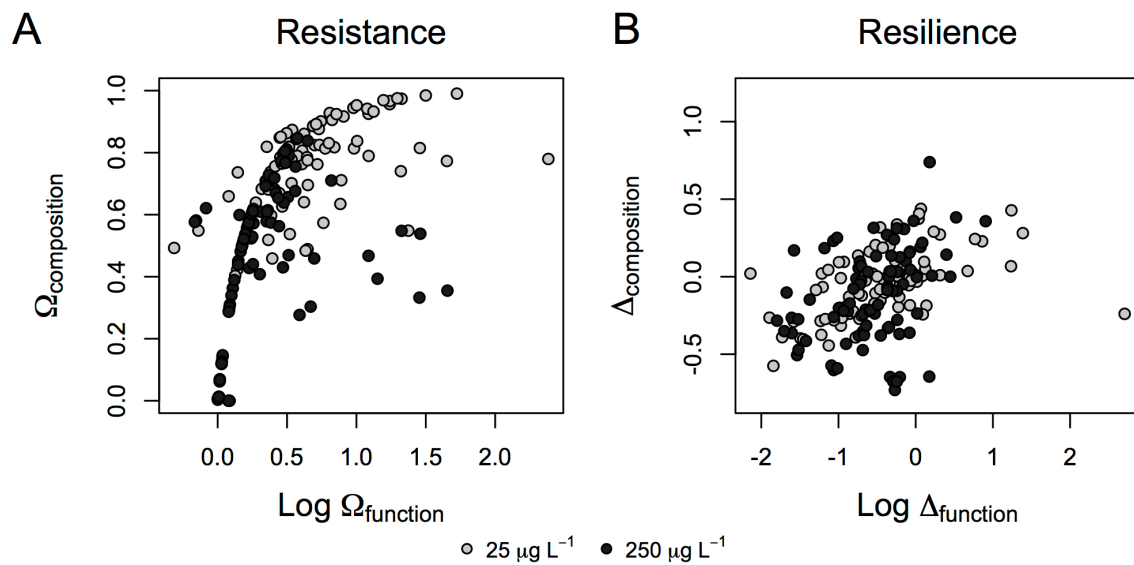 A
Resistance
1.0
0.8
0.6
0.4
0.2
0.0
Ωcomposition
0.0 0.5 1.0 1.5 2.0
Log Ωfunction
B
Resilience
1.0
0.5
0.0
-0.5
Δcomposition
-2 -1 0 1 2
Log Δfunction
25 μg L⁻¹ 250 μg L⁻¹